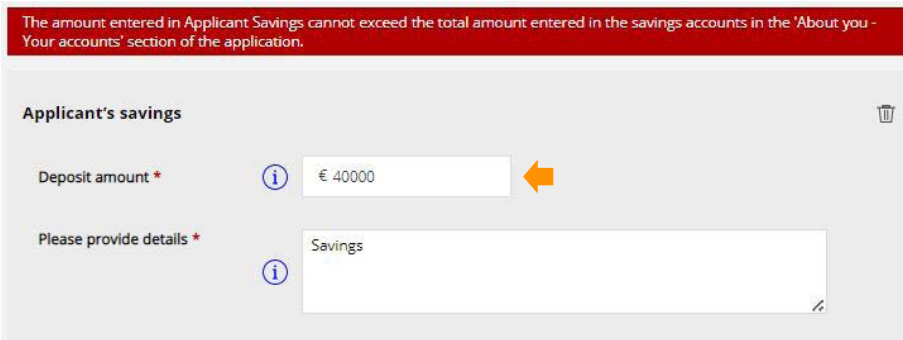 The amount entered in Applicant Savings cannot exceed the total amount entered in the savings accounts in the 'About you -
Your accounts' section of the application.
Applicant's savings
Deposit amount *
i
€ 40000
Please provide details *
i
Savings